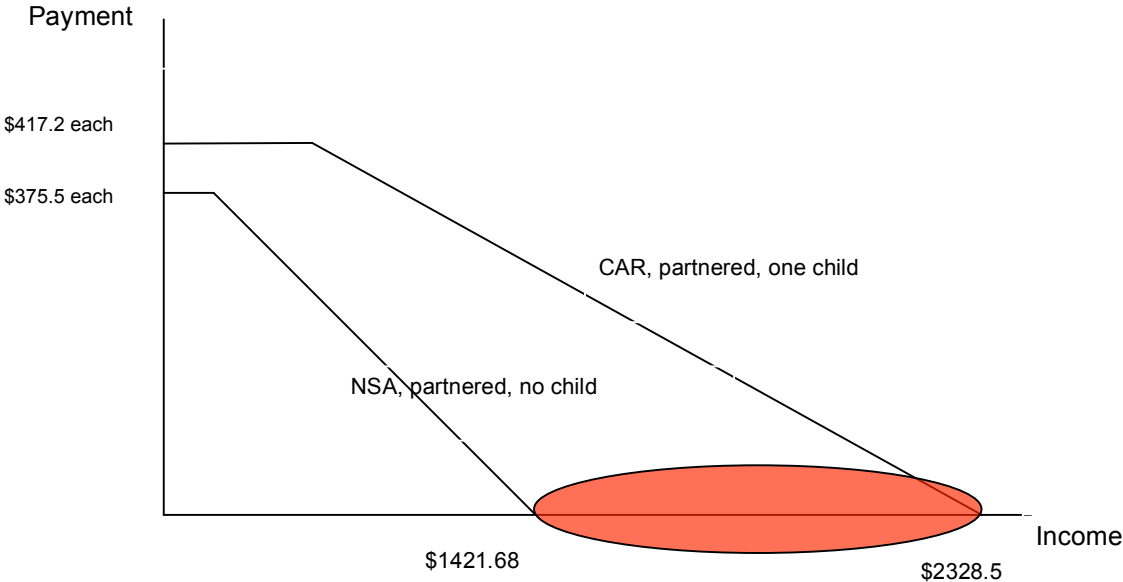 Payment
$417.2 each
$375.5 each
CAR, partnered, one child
NSA, partnered, no child
Income
$1421.68
$2328.5